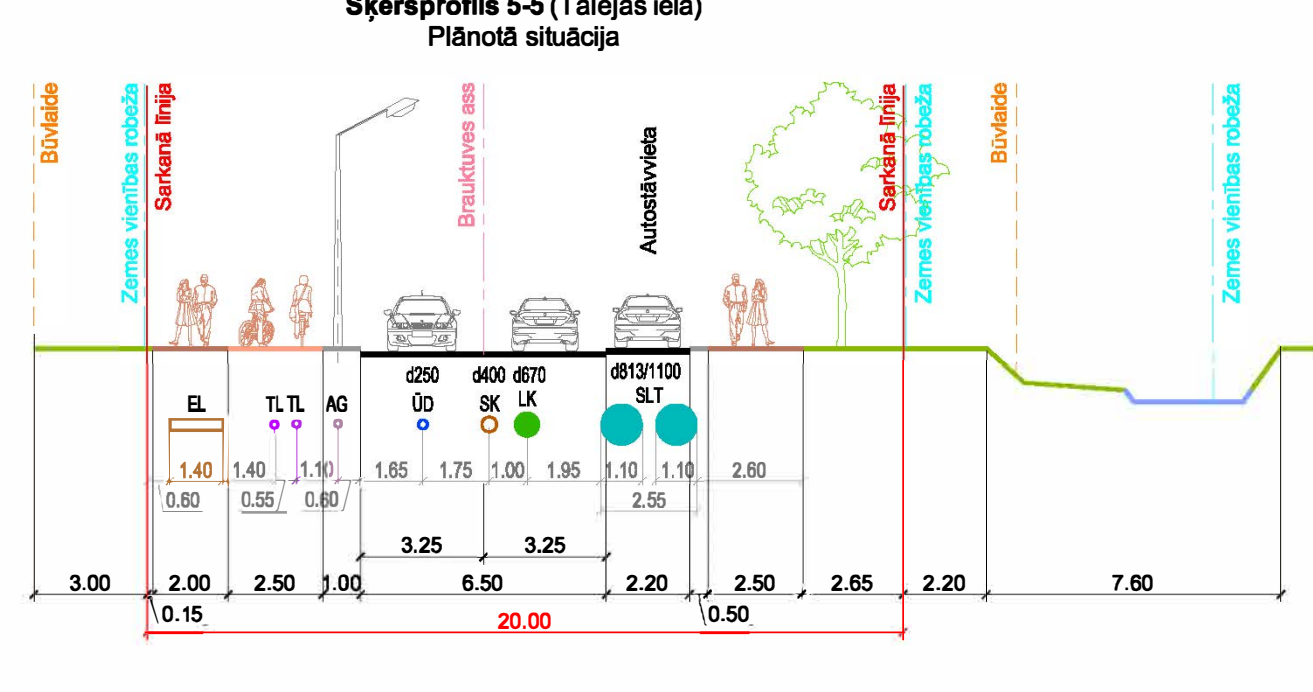 Šķērsprofils 5-5 (Tālejas iela)
Plānotā situācija
Būvlaide
Zemes vienības robeža
Sarkanā līnija
Brauktuves ass
Autostāvvieta
Sarkanā līnija
Zemes vienības robeža
Būvlaide
Zemes vienības robeža
d250 d400 d670 d813/1100
EL TL TL AG ŪD SK LK SLT
1.40 1.40 1.10 1.65 1.75 1.00 1.95 1.10 1.10 2.60
0.60 0.55 0.60 2.55
3.25 3.25
3.00 2.00 2.50 1.00 6.50 2.20 2.50 2.65 2.20 7.60
0.15 0.50
20.00